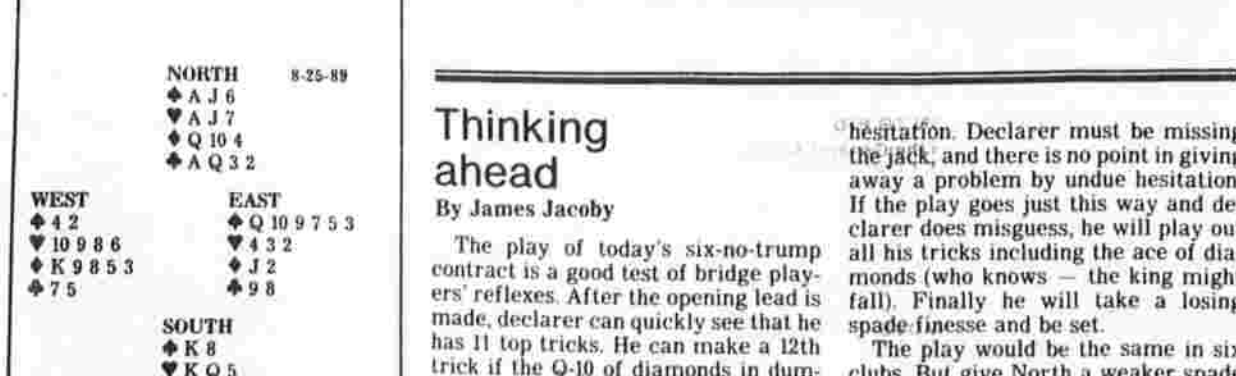 NORTH 8-25-89
♠ A J 6
♥ A J 7
♦ Q 10 4
♣ A Q 3 2
WEST EAST
♠ 4 2 ♠ Q 10 9 7 5 3
♥ 10 9 8 6 ♥ 4 3 2
♦ K 9 8 5 3 ♦ J 2
♣ 7 5 ♣ 9 8
SOUTH
♠ K 8
♥ K Q 5
Thinking
ahead
By James Jacoby
The play of today's six-no-trump
contract is a good test of bridge play-
ers' reflexes. After the opening lead is
made, declarer can quickly see that he
has 11 top tricks. He can make a 12th
trick if the Q-10 of diamonds in dum-
hesitation. Declarer must be missing
the jack, and there is no point in giving
away a problem by undue hesitation
If the play goes just this way and de
clarer does misguess, he will play ou
all his tricks including the ace of dia
monds (who knows — the king migh
fall). Finally he will take a losing
spade finesse and be set.
The play would be the same in six
clubs. But give North a weaker spade